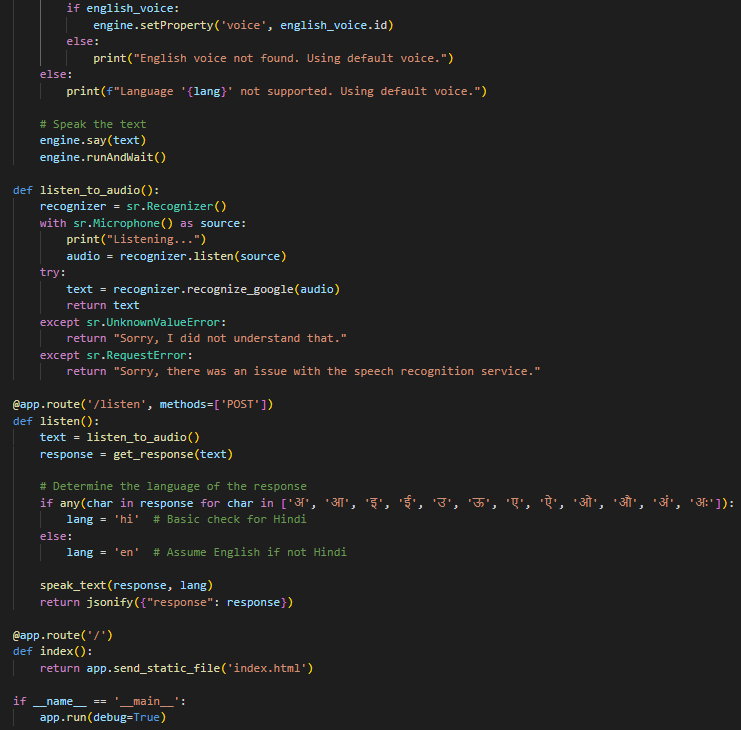 if english_voice:
            engine.setProperty('voice', english_voice.id)
        else:
            print("English voice not found. Using default voice.")
    else:
        print(f"Language '{lang}' not supported. Using default voice.")

    # Speak the text
    engine.say(text)
    engine.runAndWait()

def listen_to_audio():
    recognizer = sr.Recognizer()
    with sr.Microphone() as source:
        print("Listening...")
        audio = recognizer.listen(source)
    try:
        text = recognizer.recognize_google(audio)
        return text
    except sr.UnknownValueError:
        return "Sorry, I did not understand that."
    except sr.RequestError:
        return "Sorry, there was an issue with the speech recognition service."

@app.route('/listen', methods=['POST'])
def listen():
    text = listen_to_audio()
    response = get_response(text)

    # Determine the language of the response
    if any(char in response for char in ['अ', 'आ', 'इ', 'ई', 'उ', 'ऊ', 'ए', 'ऐ', 'ओ', 'औ', 'अं', 'अः']):
        lang = 'hi'  # Basic check for Hindi
    else:
        lang = 'en'  # Assume English if not Hindi

    speak_text(response, lang)
    return jsonify({"response": response})

@app.route('/')
def index():
    return app.send_static_file('index.html')

if __name__ == '__main__':
    app.run(debug=True)